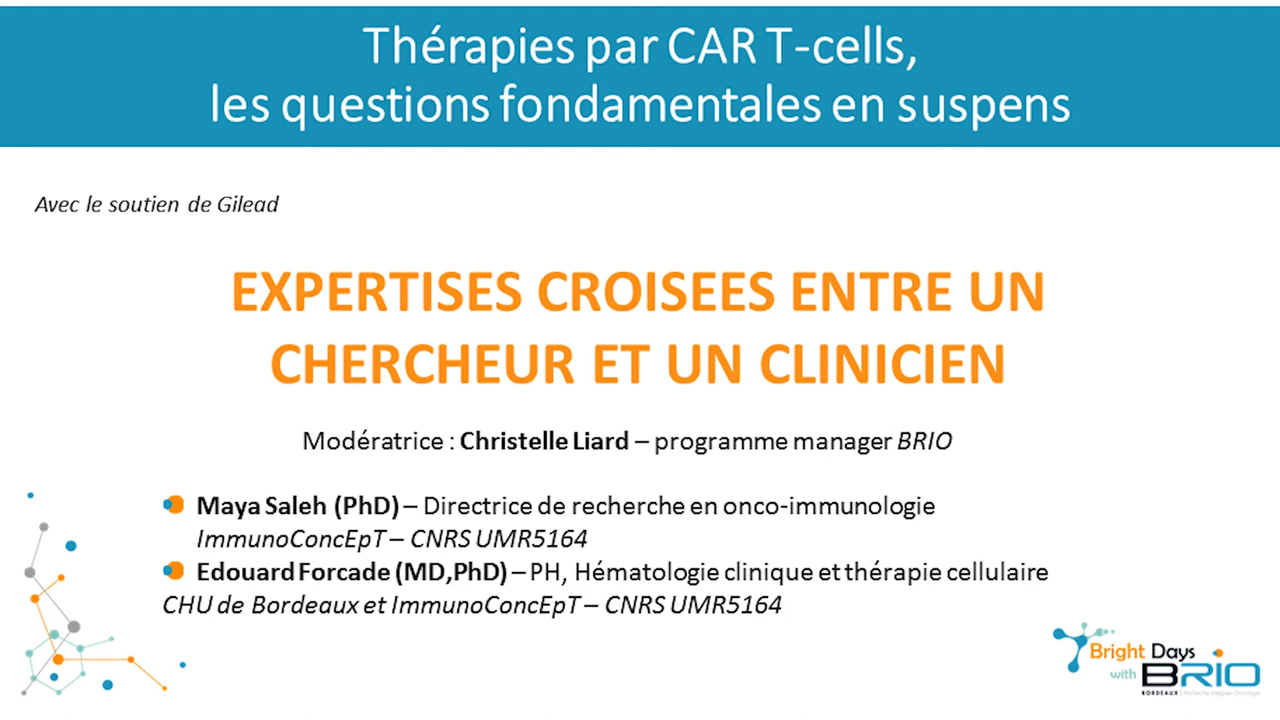 Thérapies par CAR T-cells,
les questions fondamentales en suspens
Avec le soutien de Gilead
EXPERTISES CROISEES ENTRE UN
CHERCHEUR ET UN CLINICIEN
Modératrice : Christelle Liard – programme manager BRIO
Maya Saleh (PhD) – Directrice de recherche en onco-immunologie
ImmunoConcEpT – CNRS UMR5164
Edouard Forcade (MD,PhD) – PH, Hématologie clinique et thérapie cellulaire
CHU de Bordeaux et ImmunoConcEpT – CNRS UMR5164
Bright Days
with BRIO
BORDEAUX | Recherche Intégrée Oncologie